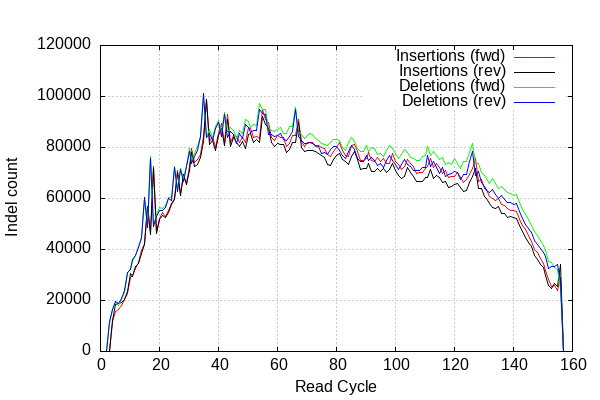 120000
Insertions (fwd)
Insertions (rev)
Deletions (fwd)
Deletions (rev)
100000
80000
60000
40000
20000
0
Indel count
0 20 40 60 80 100 120 140 160
Read Cycle